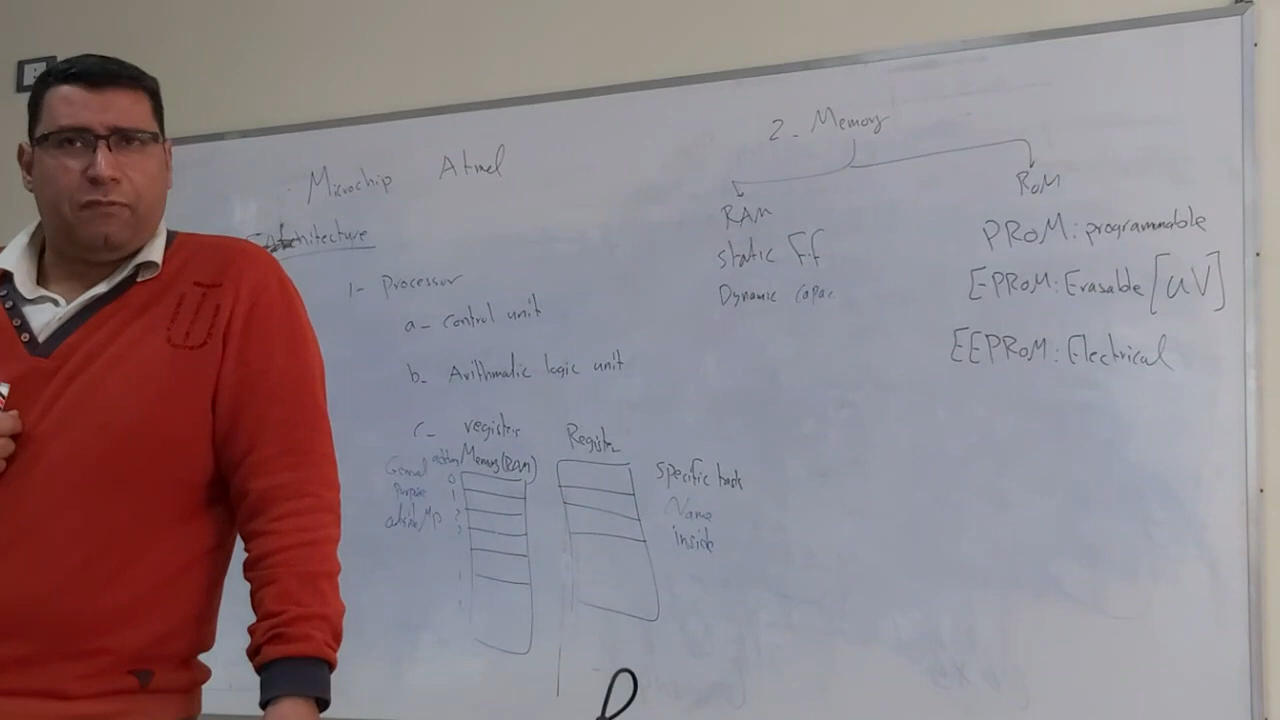 Microchip Atmel
Architecture
1- Processor
a- Control unit
b- Arithmatic logic unit
c- registers
General address Memory(RAM)
Purpose
outside MP
0
1
2
3
Register
specific task
Name
inside
2- Memory
RAM
static F.F
Dynamic Capac.
ROM
PROM: programmable
EPROM: Erasable [UV]
EEPROM: Electrical